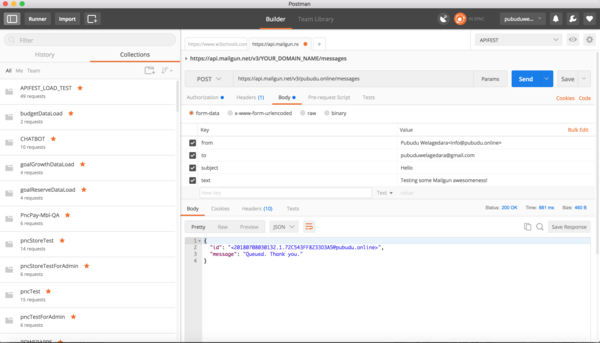 Postman
Runner
Import
Builder
Team Library
IN SYNC
pubuduwe...
Filter
History
Collections
All Me Team
APIFEST_LOAD_TEST
49 requests
budgetDataLoad
2 requests
CHATBOT
10 requests
goalGrowthDataLoad
4 requests
goalReserveDataLoad
4 requests
PncPay-Mbl-QA
6 requests
pncStoreTest
14 requests
pncStoreTestForAdmin
6 requests
pncTest
15 requests
pncTestForAdmin
6 requests
https://api.mailgun.ne
APIFEST
https://api.mailgun.net/v3/YOUR_DOMAIN_NAME/messages
POST
https://api.mailgun.net/v3/pubudu.online/messages
Params
Send
Save
Authorization
Headers (1)
Body
Pre-request Script
Tests
Cookies Code
form-data
x-www-form-urlencoded
raw
binary
Key
Value
Bulk Edit
from
Pubudu Welagedara<info@pubudu.online>
to
pubuduwelagedara@gmail.com
subject
Hello
text
Testing some Mailgun awesomeness!
New key
Text
value
Body
Cookies
Headers (10)
Tests
Status: 200 OK
Time: 881 ms
Size: 460 B
Pretty
Raw
Preview
JSON
Save Response
1 {
2 "id": "<20180708030132.1.72C543FF8233D3A5@pubudu.online>",
3 "message": "Queued. Thank you."
4 }